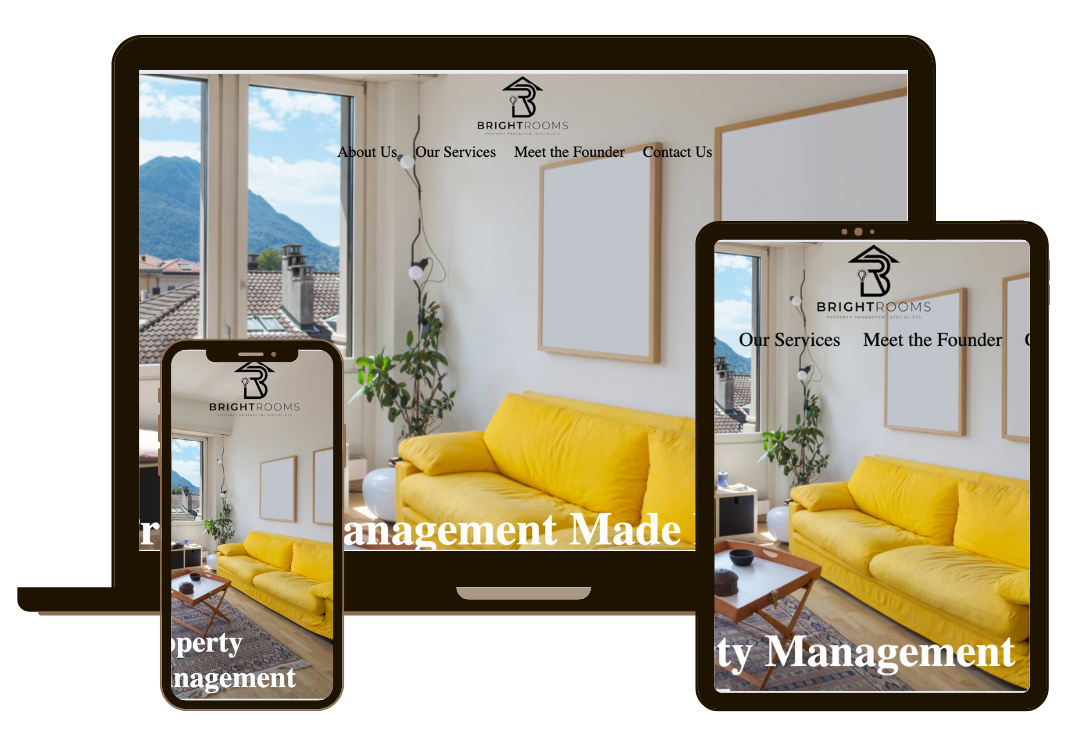 BRIGHTROOMS
PROPERTY MANAGEMENT SPECIALISTS
About Us Our Services Meet the Founder Contact Us
anagement Made
BRIGHTROOMS
PROPERTY MANAGEMENT SPECIALISTS
Our Services Meet the Founder
ty Management
BRIGHTROOMS
PROPERTY MANAGEMENT SPECIALISTS
operty
nagement